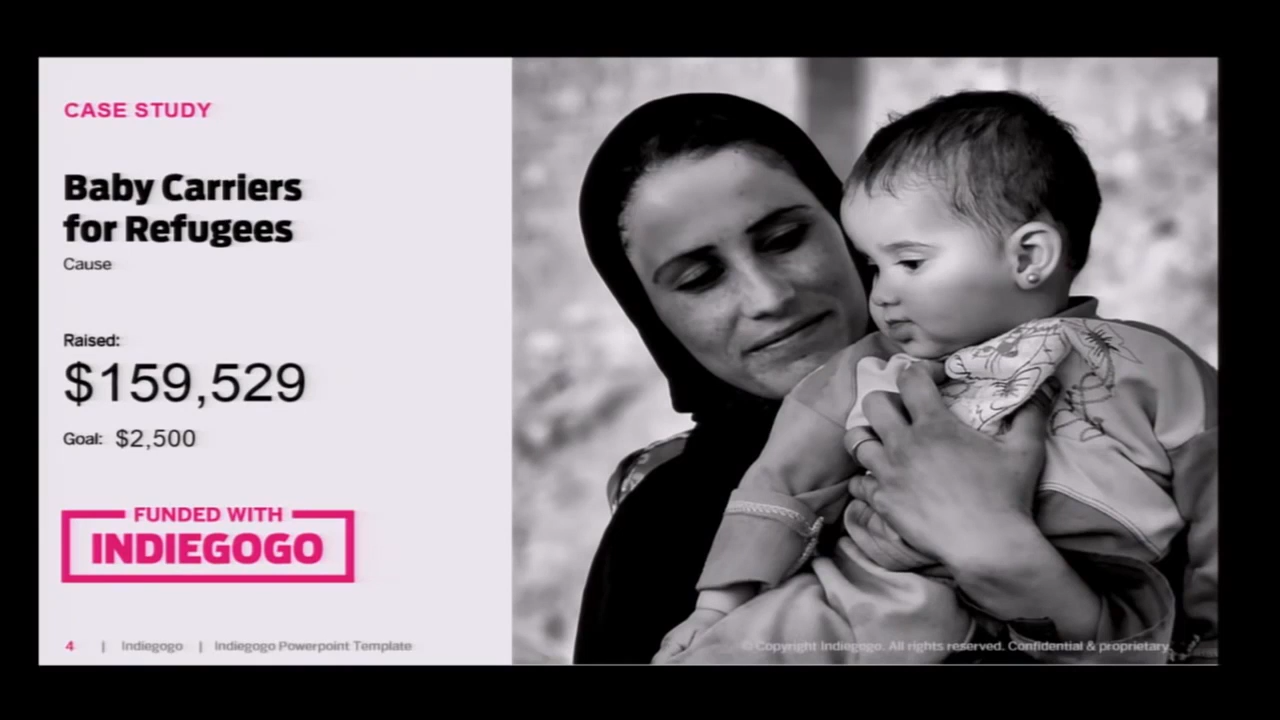 CASE STUDY
Baby Carriers
for Refugees
Cause
Raised:
$159,529
Goal: $2,500
FUNDED WITH
INDIEGOGO
4 | Indiegogo | Indiegogo Powerpoint Template
© Copyright Indiegogo. All rights reserved. Confidential & proprietary.